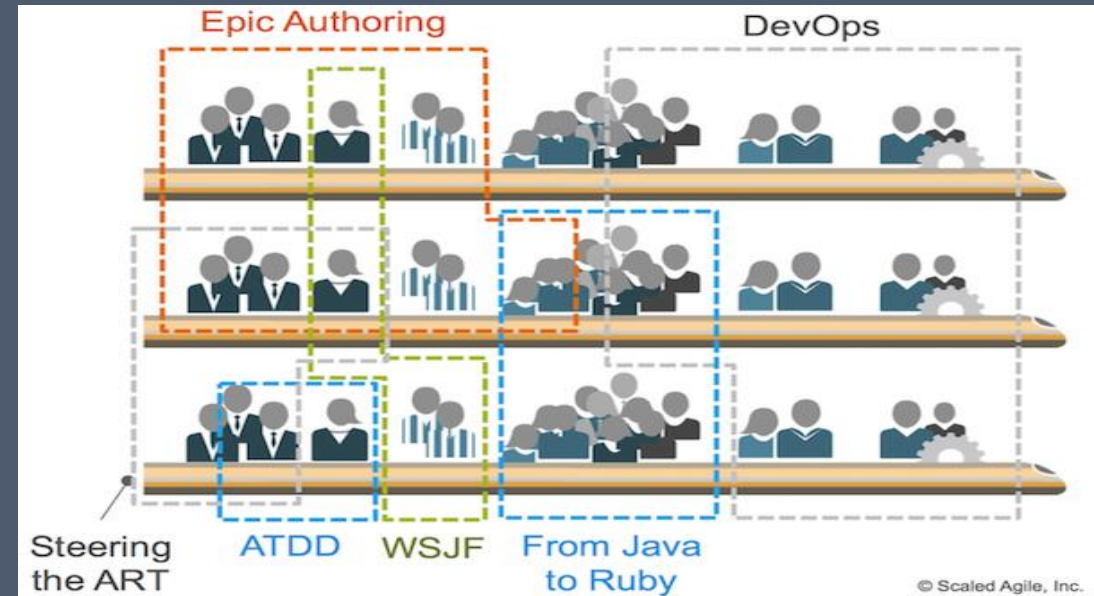 Epic Authoring
DevOps
Steering
the ART
ATDD
WSJF
From Java
to Ruby
© Scaled Agile, Inc.